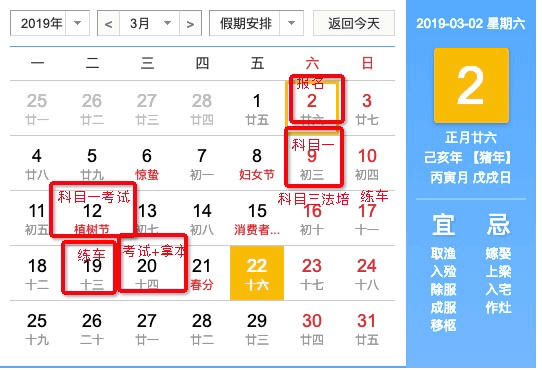 2019年 < 3月 > 假期安排 返回今天
一 二 三 四 五 六 日
报名
25 26 27 28 1 2 3
廿一 廿二 廿三 廿四 廿五 廿六 廿七
科目一
4 5 6 7 8 9 10
廿八 廿九 惊蛰 初一 妇女节 初三 初四
科目一考试 科目三法培 练车
11 12 13 14 15 16 17
初五 植树节 初七 初八 消费者... 初十 十一
练车 考试+拿本
18 19 20 21 22 23 24
十二 十三 十四 春分 十六 十七 十八
25 26 27 28 29 30 31
十九 二十 廿一 廿二 廿三 廿四 廿五
2019-03-02 星期六
2
正月廿六
己亥年 【猪年】
丙寅月 戊戌日
宜 忌
取渔 嫁娶
入殓 上梁
除服 入宅
成服 作灶
移柩